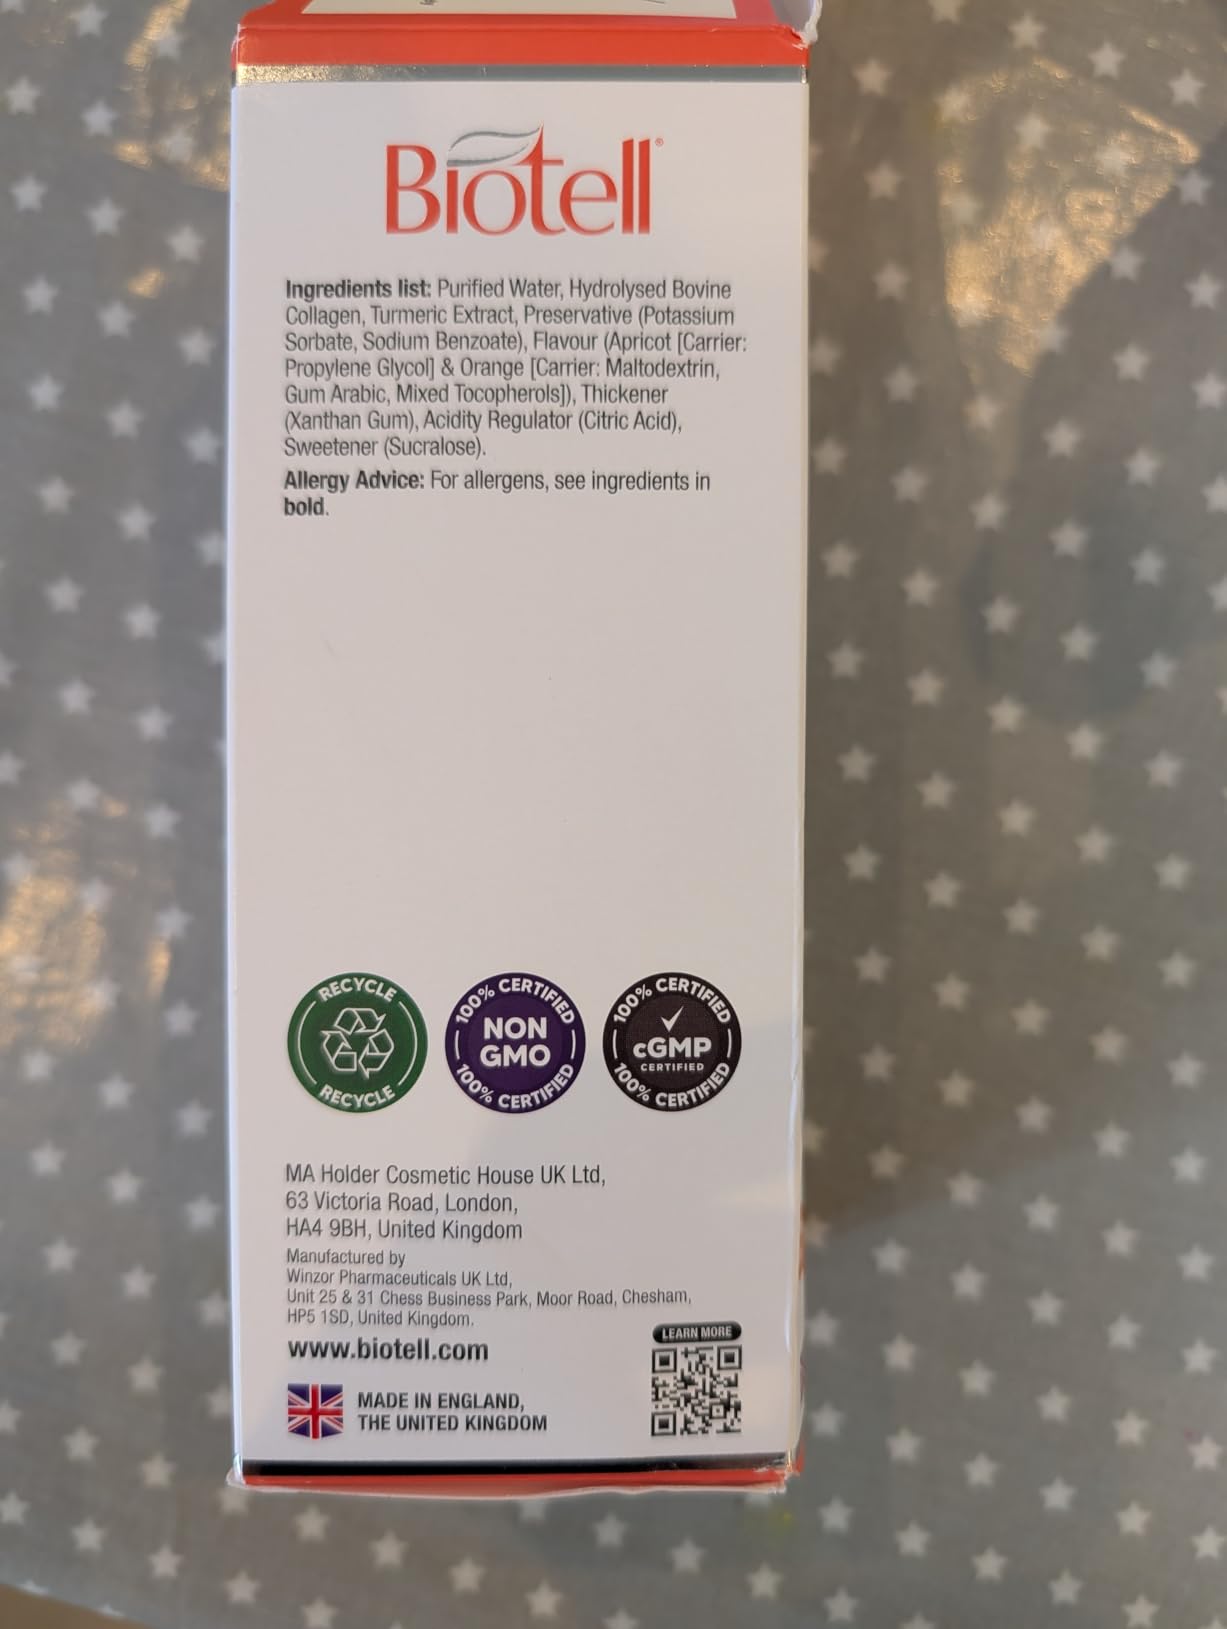 Biotell®
Ingredients list: Purified Water, Hydrolysed Bovine
Collagen, Turmeric Extract, Preservative (Potassium
Sorbate, Sodium Benzoate), Flavour (Apricot [Carrier:
Propylene Glycol] & Orange [Carrier: Maltodextrin,
Gum Arabic, Mixed Tocopherols]), Thickener
(Xanthan Gum), Acidity Regulator (Citric Acid),
Sweetener (Sucralose).
Allergy Advice: For allergens, see ingredients in
bold.
RECYCLE
RECYCLE
100% CERTIFIED
NON
GMO
100% CERTIFIED
100% CERTIFIED
cGMP
CERTIFIED
100% CERTIFIED
MA Holder Cosmetic House UK Ltd,
63 Victoria Road, London,
HA4 9BH, United Kingdom
Manufactured by
Winzor Pharmaceuticals UK Ltd,
Unit 25 & 31 Chess Business Park, Moor Road, Chesham,
HP5 1SD, United Kingdom.
www.biotell.com
LEARN MORE
MADE IN ENGLAND,
THE UNITED KINGDOM